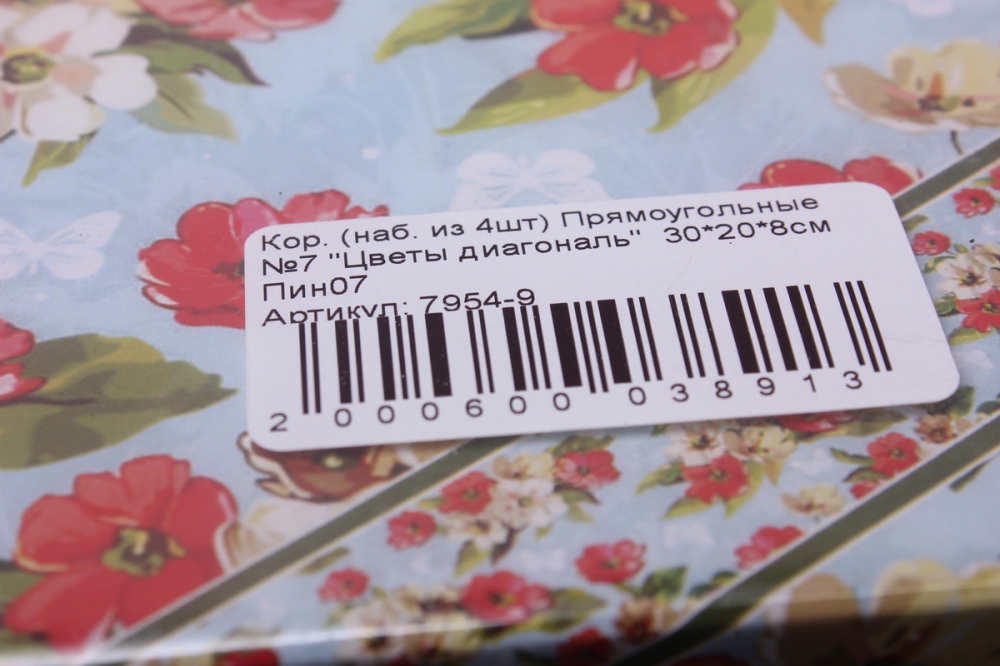 Кор. (наб. из 4шт) Прямоугольные
№7 "Цветы диагональ" 30*20*8см
Пин07
Артикул: 7954-9
2 000600 038913